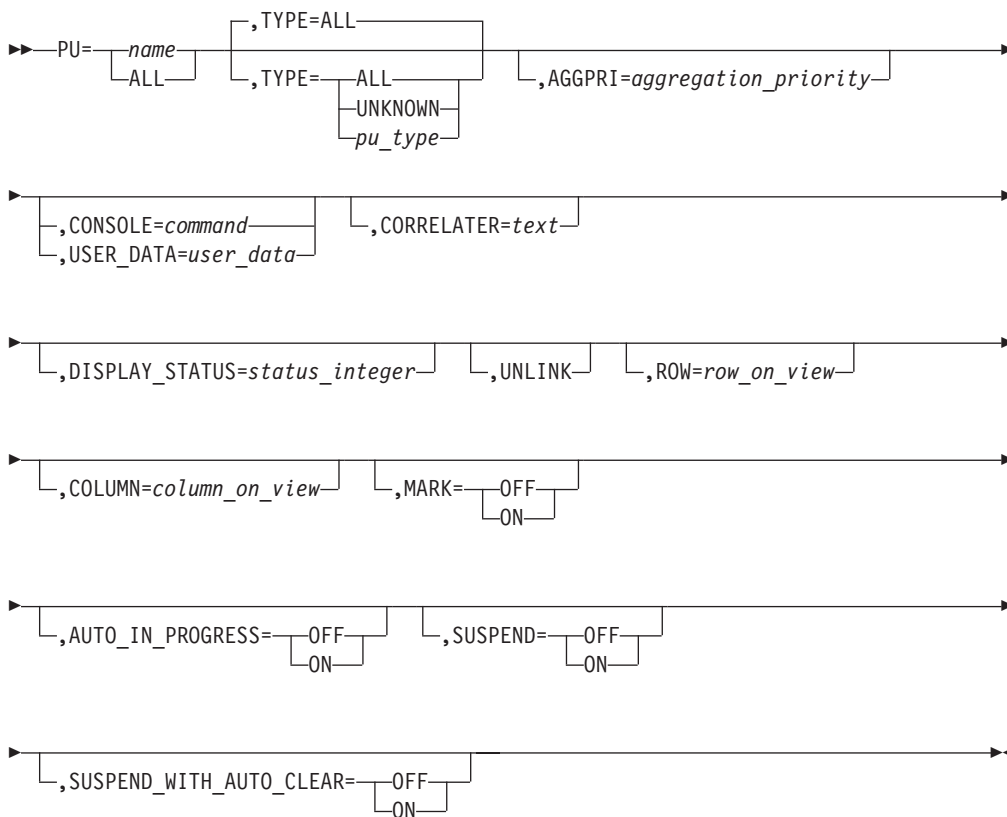 ,TYPE=ALL
PU= name ,TYPE= ALL ,AGGPRI=aggregation_priority
ALL UNKNOWN
pu_type
,CONSOLE=command ,CORRELATER=text
,USER_DATA=user_data
,DISPLAY_STATUS=status_integer ,UNLINK ,ROW=row_on_view
,COLUMN=column_on_view ,MARK= OFF
ON
,AUTO_IN_PROGRESS= OFF ,SUSPEND= OFF
ON ON
,SUSPEND_WITH_AUTO_CLEAR= OFF
ON